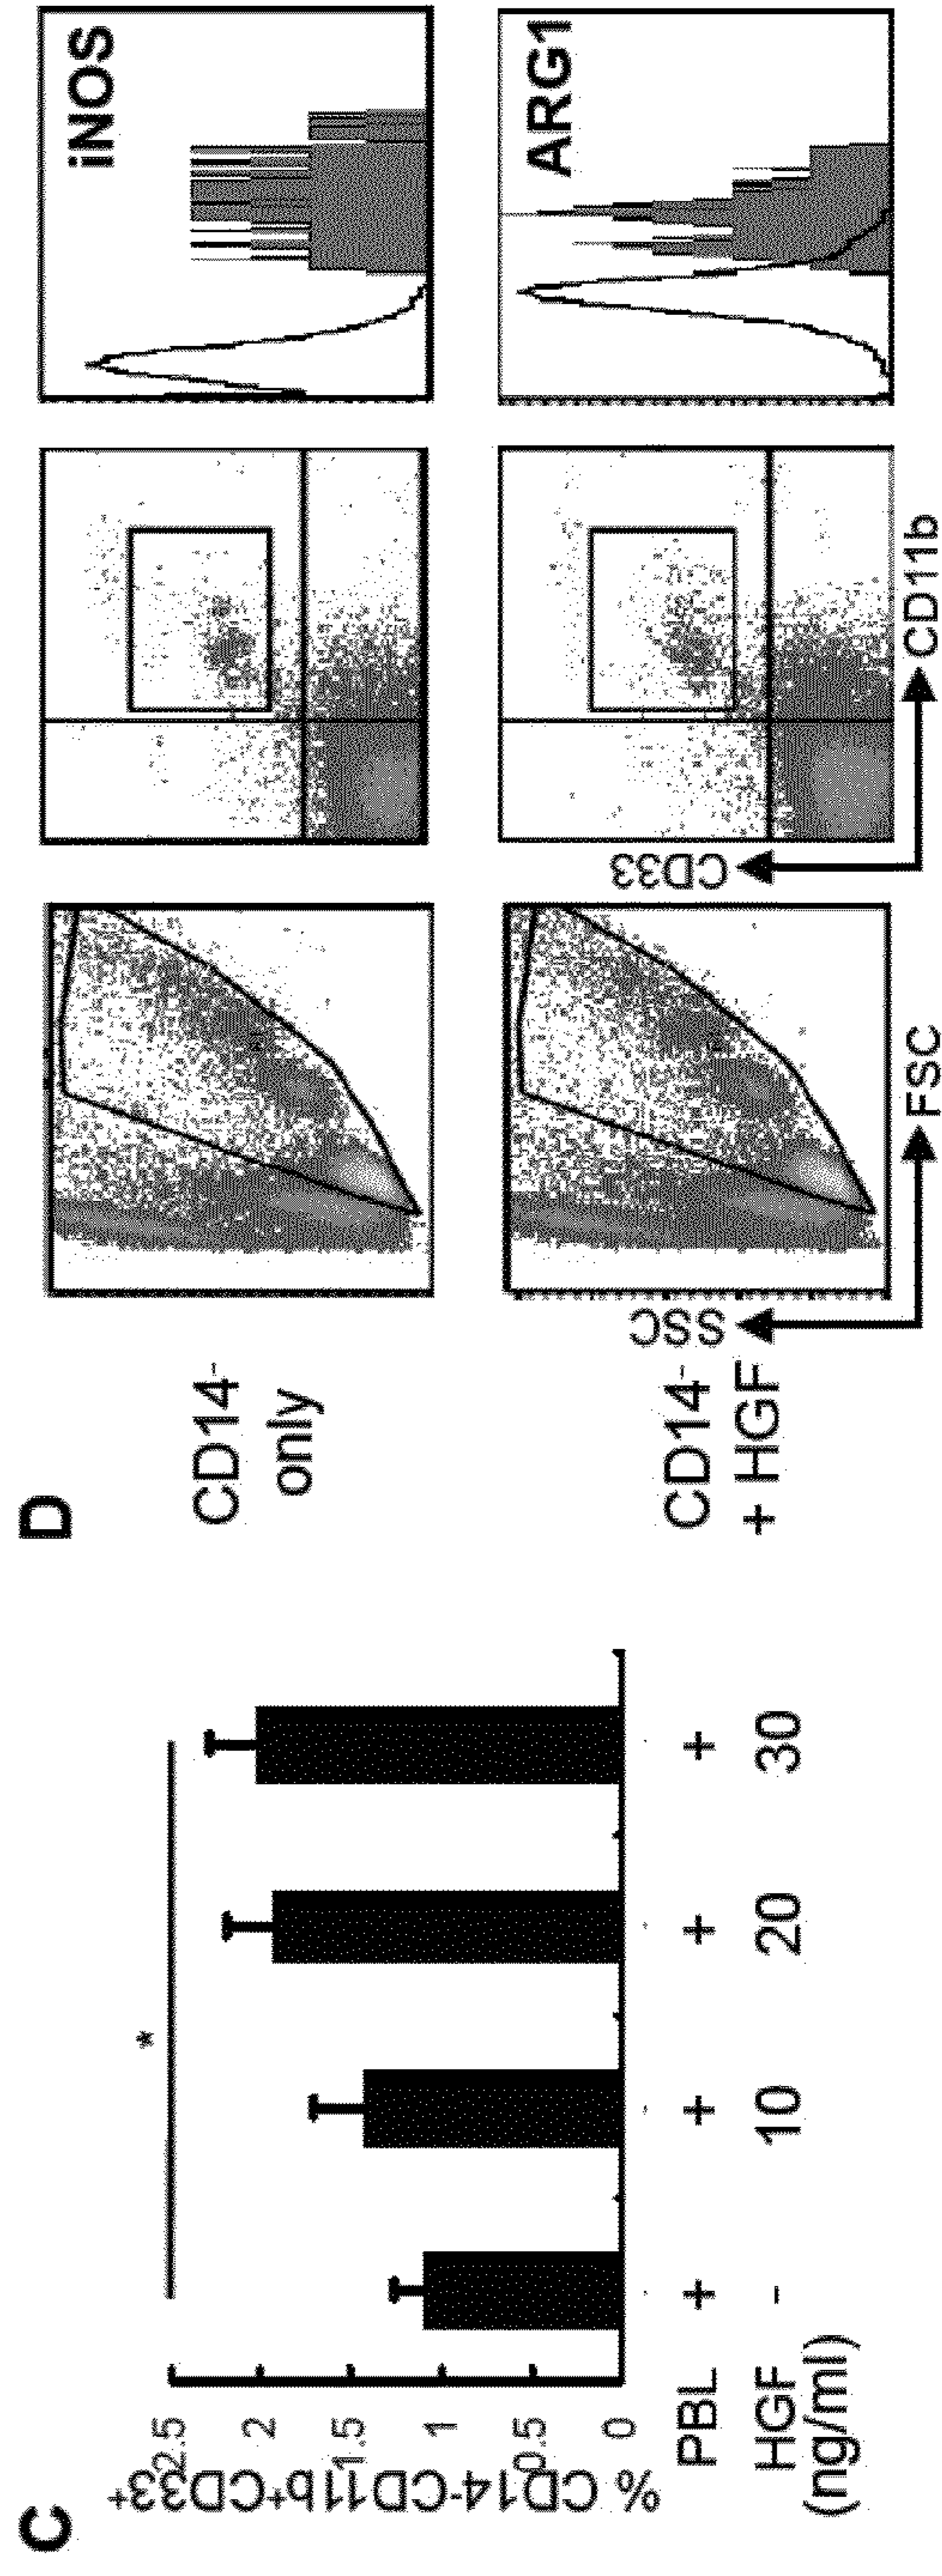 C
% CD14-CD11b+CD33+
2.5
2
1.5
1
0.5
0
*
PBL + + + +
HGF - 10 20 30
(ng/ml)
D
CD14-
only
iNOS
CD14-
+ HGF
ARG1
SSC
FSC
CD33
CD11b